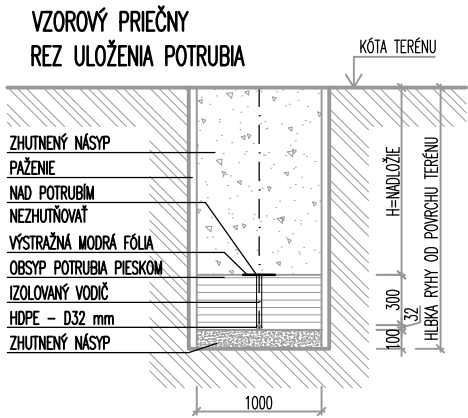 VZOROVÝ PRIEČNY
REZ ULOŽENIA POTRUBIA
KÓTA TERÉNU
ZHUTNENÝ NÁSYP
PAŽENIE
NAD POTRUBÍM
NEZHUTŇOVAŤ
VÝSTRAŽNÁ MODRÁ FÓLIA
OBSYP POTRUBIA PIESKOM
IZOLOVANÝ VODIČ
HDPE - D32 mm
ZHUTNENÝ NÁSYP
H=NADLOŽIE
300
32
100
HĹBKA RYHY OD POVRCHU TERÉNU
1000